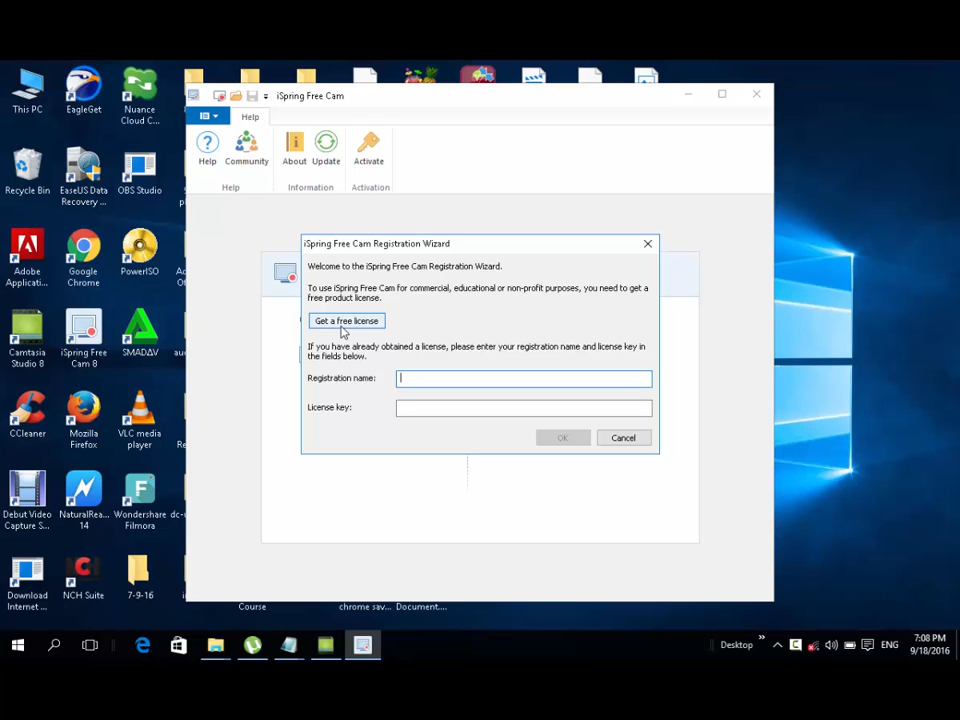 This PC
EagleGet
Nuance
Cloud C...
Recycle Bin
EaseUS Data
Recovery ...
OBS Studio
Adobe
Applicati...
Google
Chrome
PowerISO
Camtasia
Studio 8
iSpring Free
Cam 8
SMADAV
CCleaner
Mozilla
Firefox
VLC media
player
Debut Video
Capture S...
NaturalRea...
14
Wondershare
Filmora
Download
Internet ...
NCH Suite
7-9-16
Course
chrome sav...
Document....
iSpring Free Cam
Help
Help
Community
About
Update
Activate
Help
Information
Activation
iSpring Free Cam Registration Wizard
Welcome to the iSpring Free Cam Registration Wizard.
To use iSpring Free Cam for commercial, educational or non-profit purposes, you need to get a
free product license.
Get a free license
If you have already obtained a license, please enter your registration name and license key in
the fields below.
Registration name:
License key:
OK
Cancel
Desktop
ENG
7:08 PM
9/18/2016